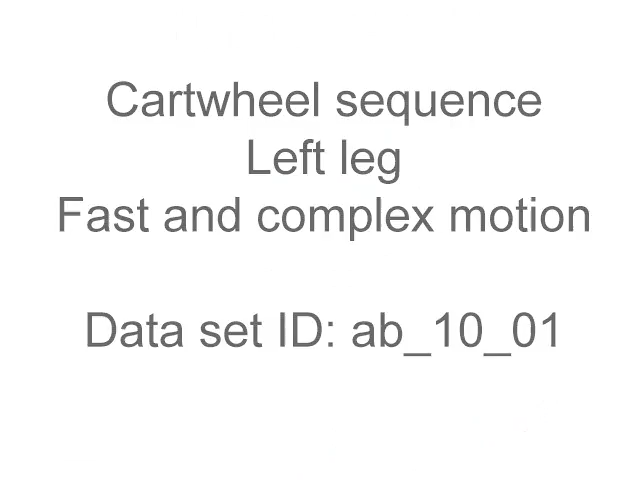 Cartwheel sequence
Left leg
Fast and complex motion
Data set ID: ab_10_01